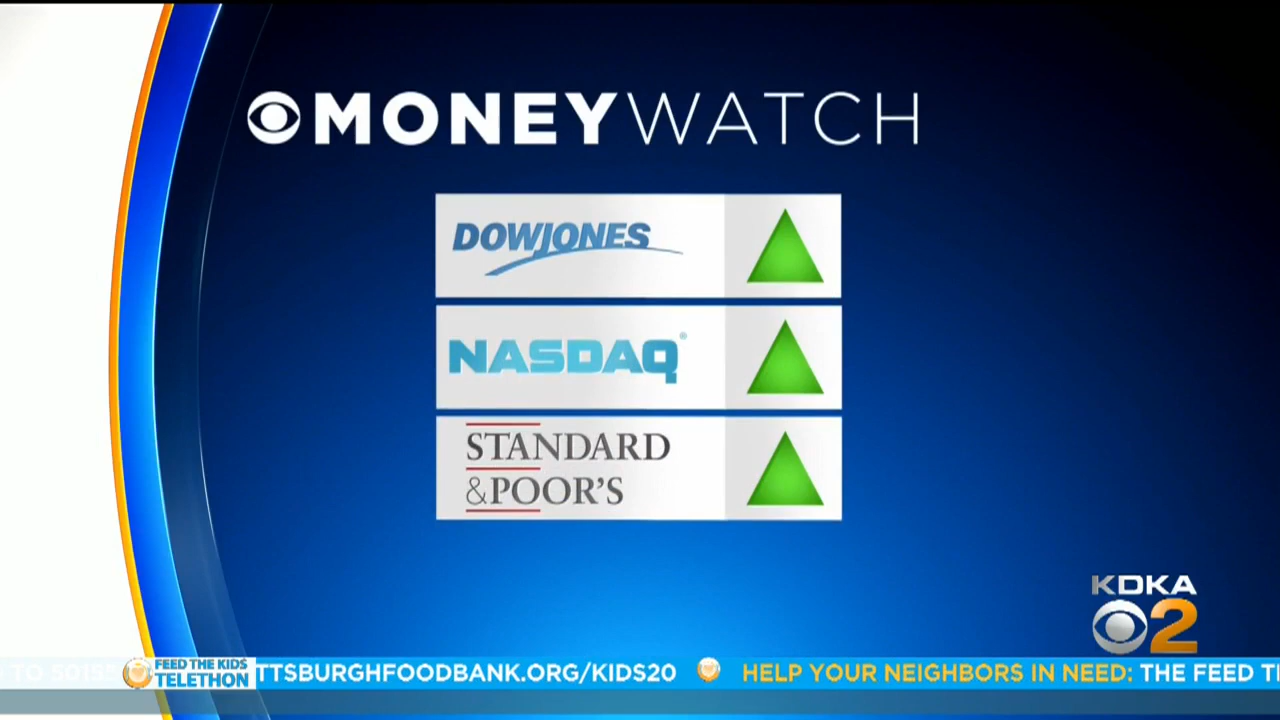 MONEYWATCH
DOWJONES
NASDAQ
STANDARD
&POOR'S
KDKA
2
FEED THE KIDS
TELETHON
TTSBURGHFOODBANK.ORG/KIDS20 HELP YOUR NEIGHBORS IN NEED: THE FEED